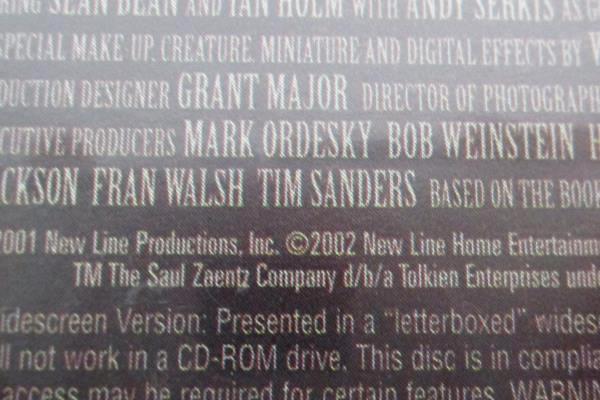 RING SEAN BEAN AND IAN HOLM WITH ANDY SERKIS AS G
SPECIAL MAKE UP, CREATURE, MINIATURE AND DIGITAL EFFECTS BY W
DUCTION DESIGNER GRANT MAJOR DIRECTOR OF PHOTOGRAPH
CUTIVE PRODUCERS MARK ORDESKY BOB WEINSTEIN H
CKSON FRAN WALSH TIM SANDERS BASED ON THE BOOK
2001 New Line Productions, Inc. ©2002 New Line Home Entertainm
TM The Saul Zaentz Company d/b/a Tolkien Enterprises unde
idescreen Version: Presented in a "letterboxed" widesc
ll not work in a CD-ROM drive. This disc is in complia
access may be required for certain features. WARNIN